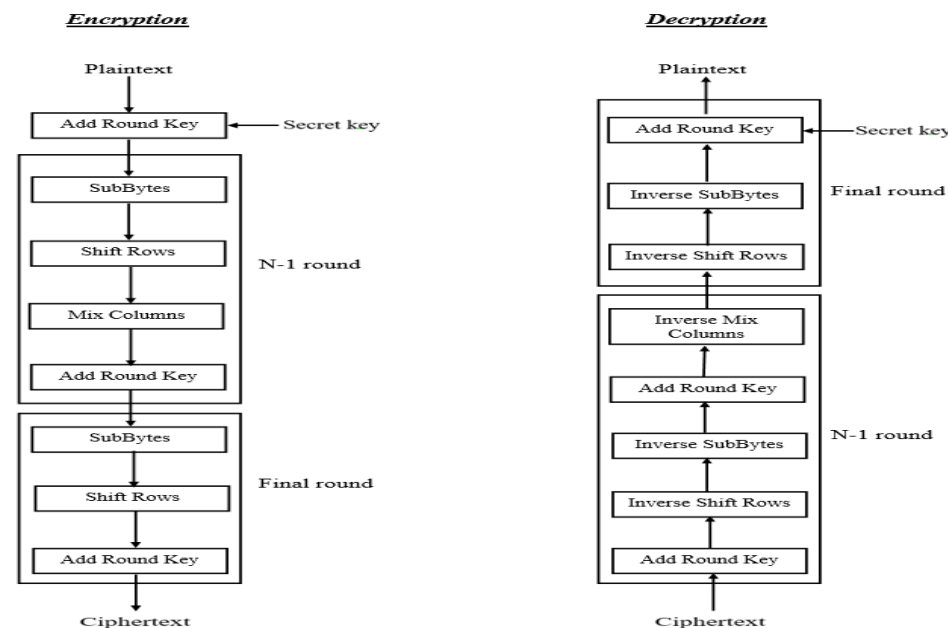 Encryption
Plaintext
Add Round Key
Secret key
SubBytes
Shift Rows
N-1 round
Mix Columns
Add Round Key
SubBytes
Final round
Shift Rows
Add Round Key
Ciphertext
Decryption
Plaintext
Add Round Key
Secret key
Inverse SubBytes
Final round
Inverse Shift Rows
Inverse Mix
Columns
Add Round Key
N-1 round
Inverse SubBytes
Inverse Shift Rows
Add Round Key
Ciphertext